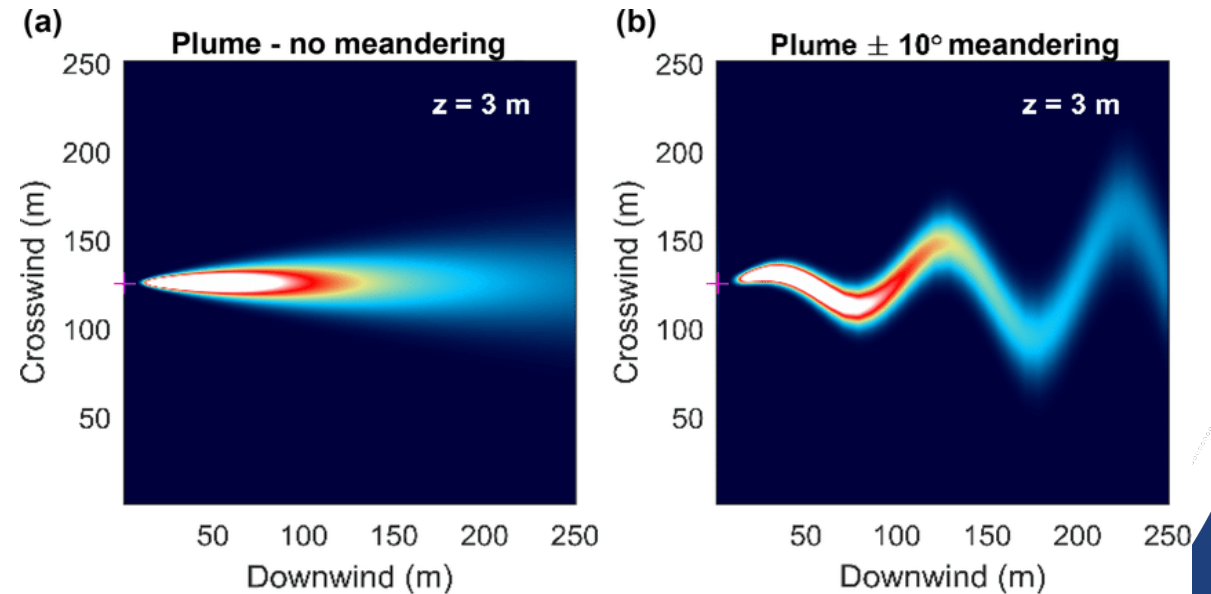 (a)
Plume - no meandering
250
200
150
100
50
z = 3 m
Crosswind (m)
50 100 150 200 250
Downwind (m)
(b)
Plume ± 10° meandering
250
200
150
100
50
z = 3 m
Crosswind (m)
50 100 150 200 250
Downwind (m)